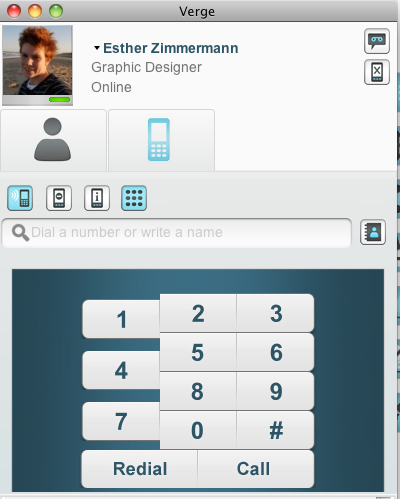 Verge
Esther Zimmermann
Graphic Designer
Online
Dial a number or write a name
1 2 3
4 5 6
7 8 9
0 #
Redial Call